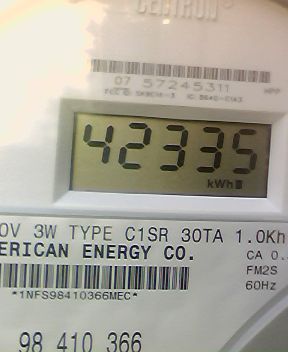 CENTRON®
07 57245311
42335
kWh
0V 3W TYPE C1SR 30TA 1.0Kh
ERICAN ENERGY CO.
CA 0.
FM2S
*1NFS98410366MEC*
60Hz
98 410 366